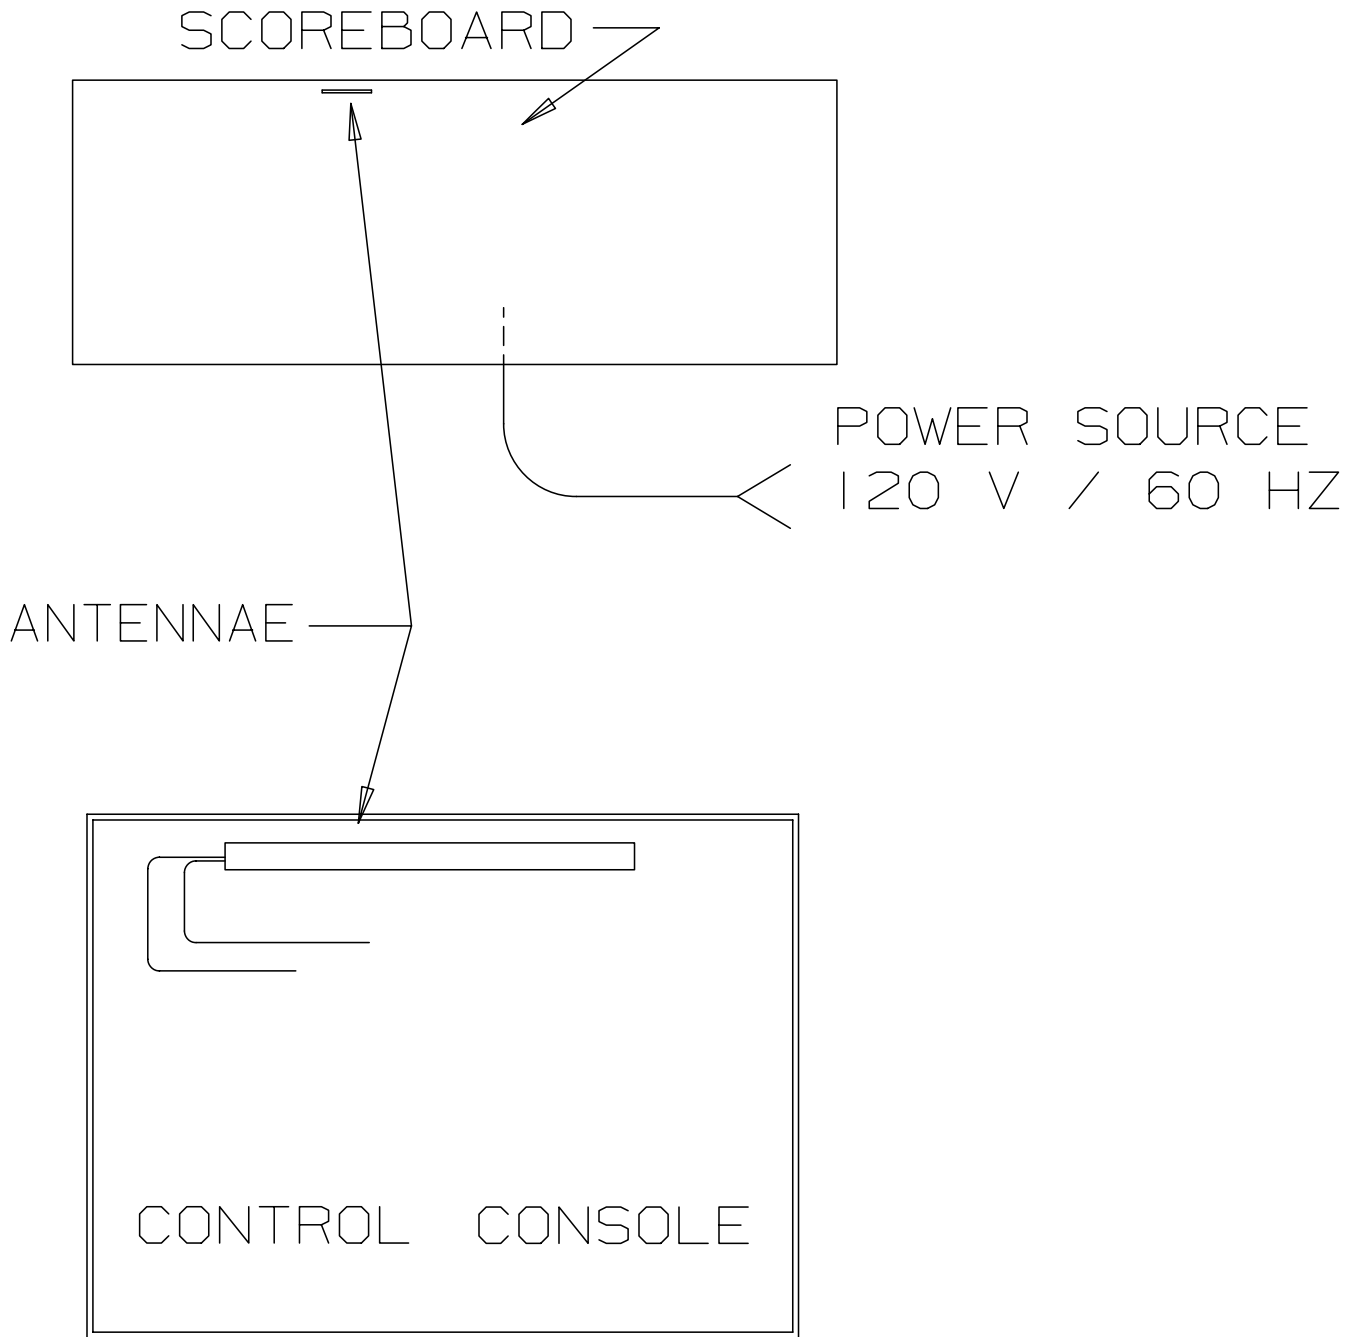 SCOREBOARD
POWER SOURCE
120 V / 60 HZ
ANTENNAE
CONTROL CONSOLE